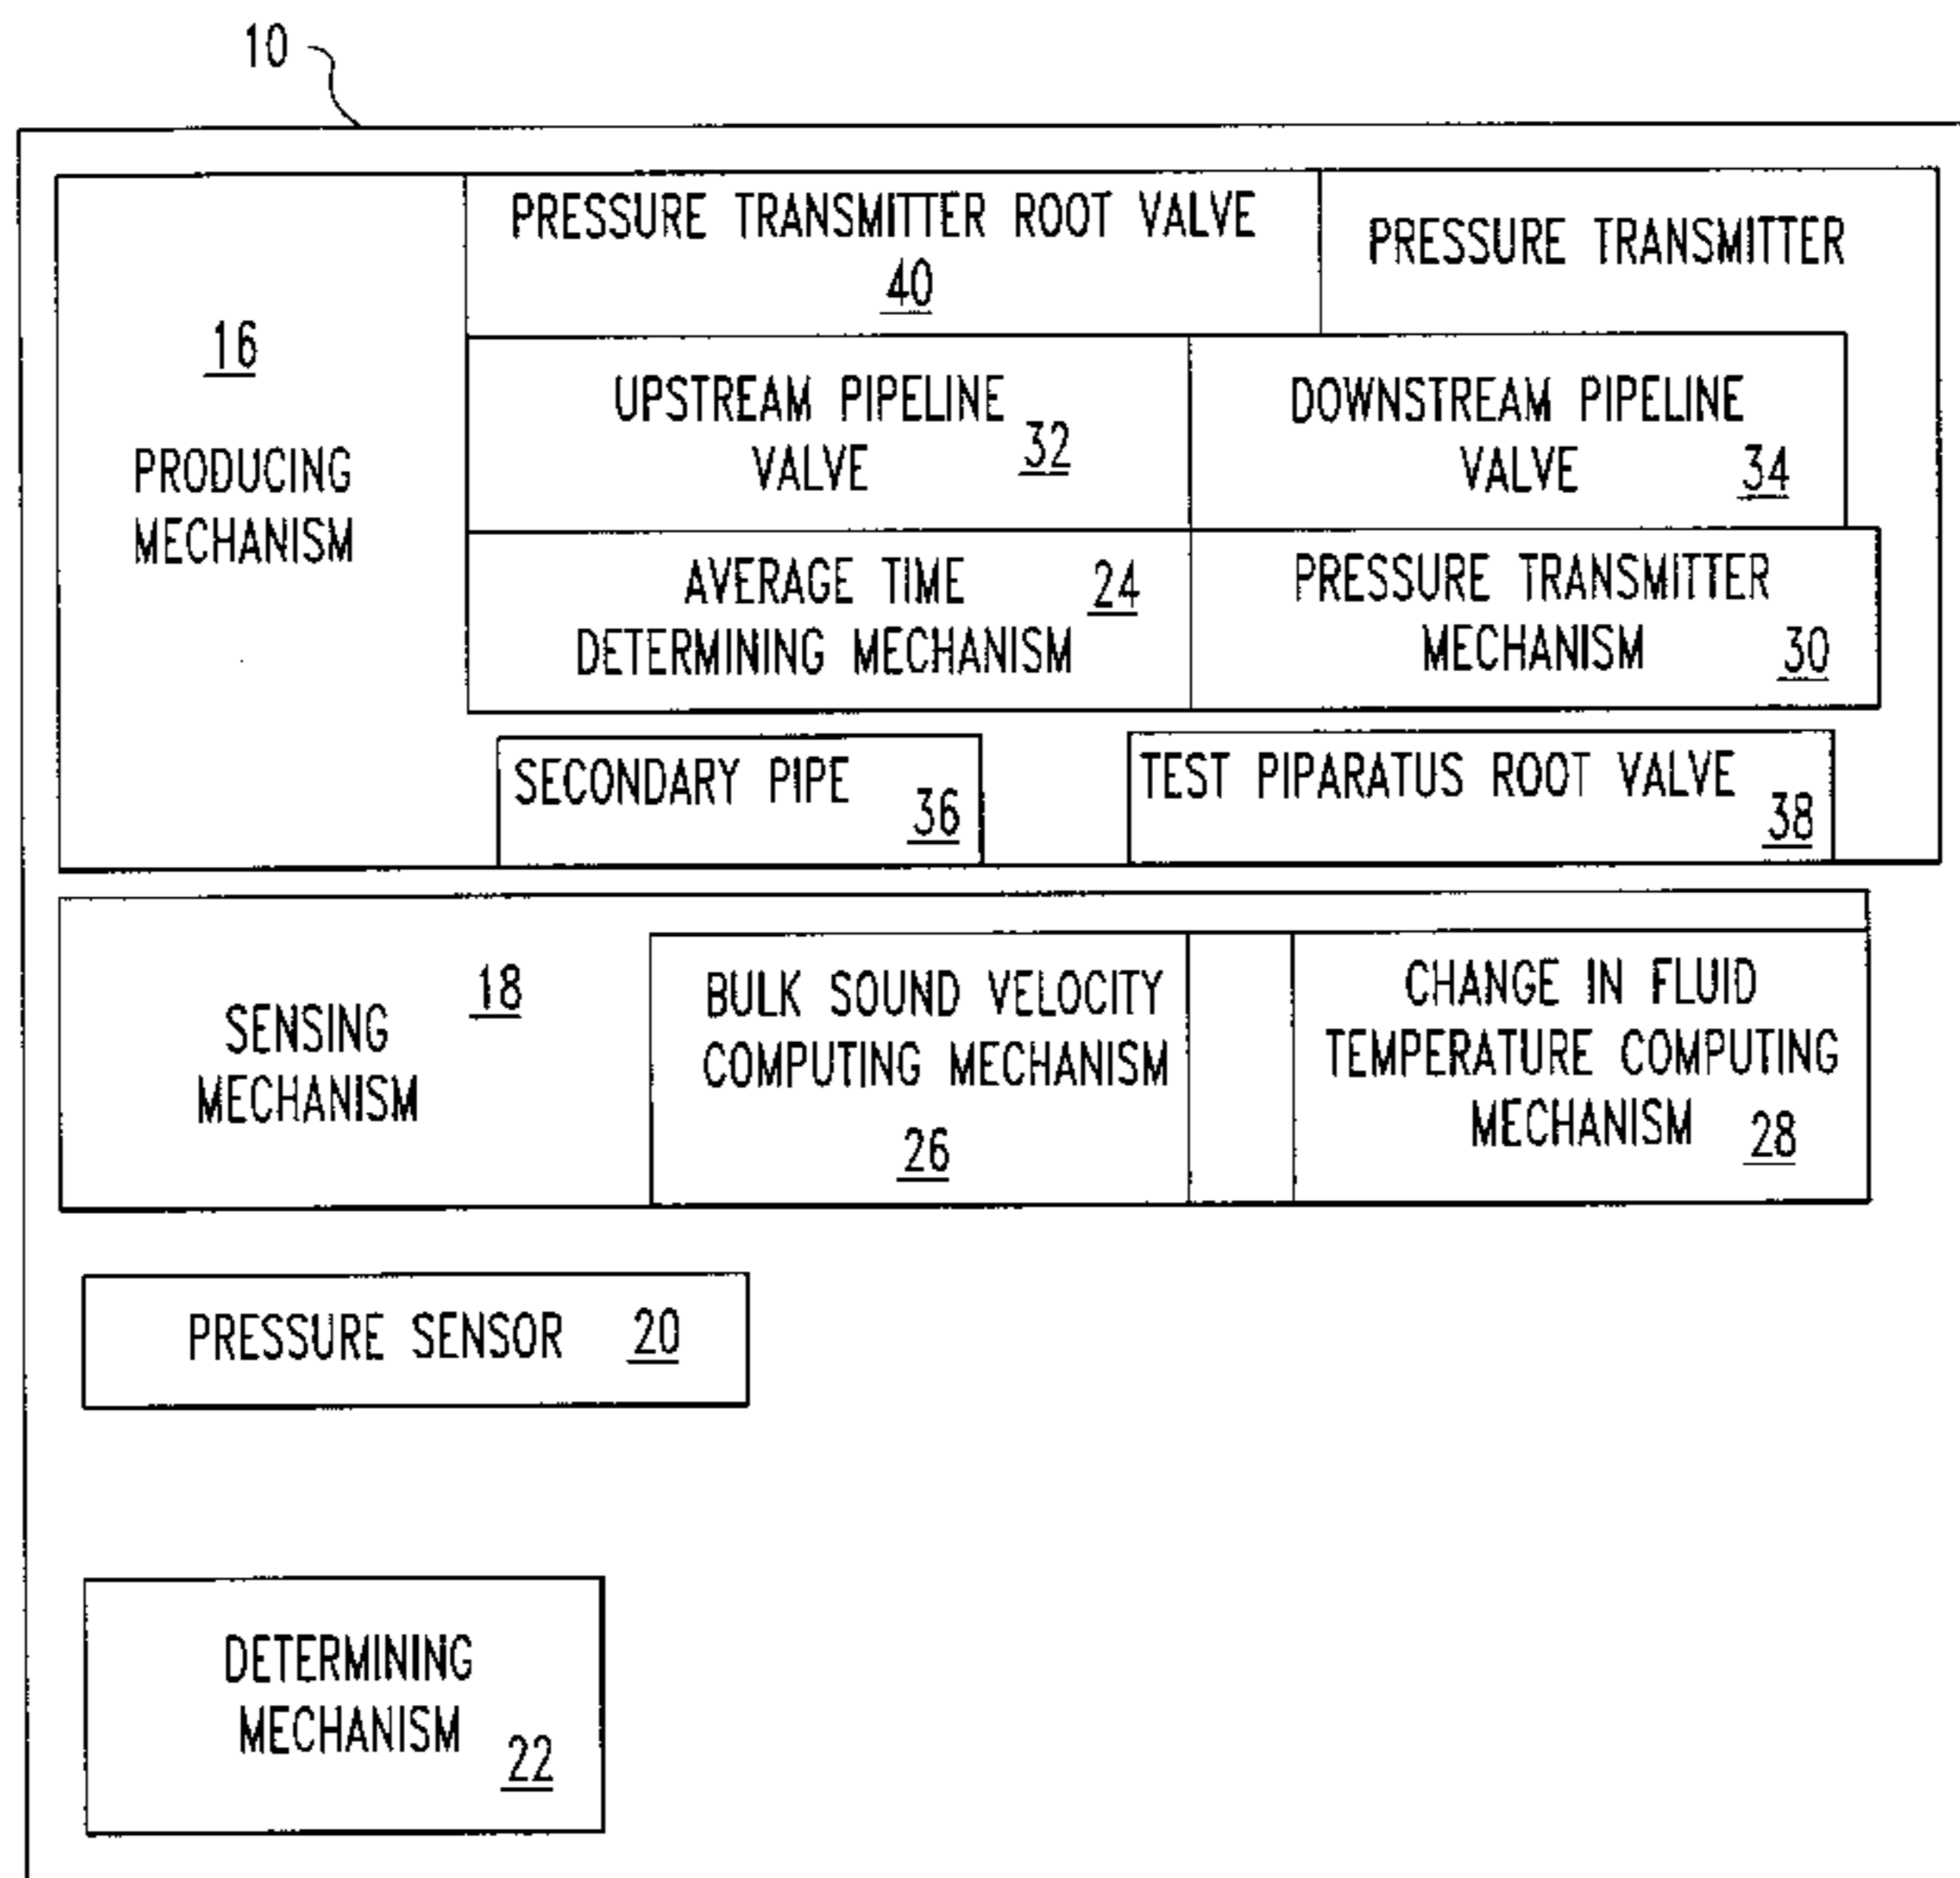 10
PRESSURE TRANSMITTER ROOT VALVE
40
PRESSURE TRANSMITTER
16
PRODUCING
MECHANISM
UPSTREAM PIPELINE
VALVE 32
DOWNSTREAM PIPELINE
VALVE 34
AVERAGE TIME 24
DETERMINING MECHANISM
PRESSURE TRANSMITTER
MECHANISM 30
SECONDARY PIPE 36
TEST PIPARATUS ROOT VALVE 38
18
SENSING
MECHANISM
BULK SOUND VELOCITY
COMPUTING MECHANISM
26
CHANGE IN FLUID
TEMPERATURE COMPUTING
MECHANISM 28
PRESSURE SENSOR 20
DETERMINING
MECHANISM 22